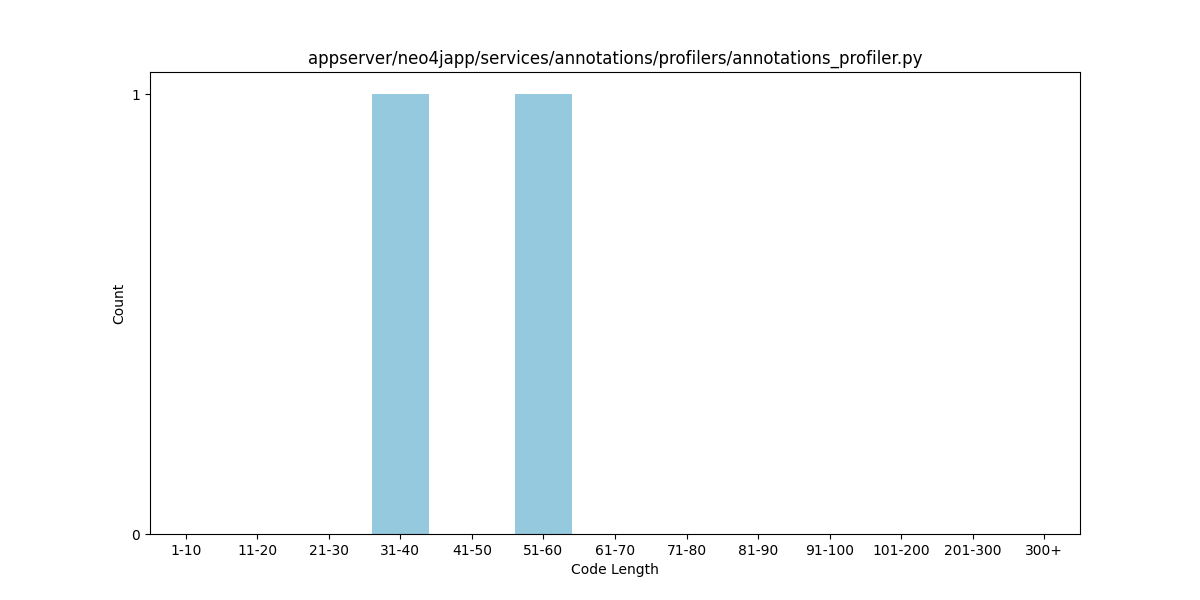 appserver/neo4japp/services/annotations/profilers/annotations_profiler.py
1
Count
0
1-10 11-20 21-30 31-40 41-50 51-60 61-70 71-80 81-90 91-100 101-200 201-300 300+
Code Length